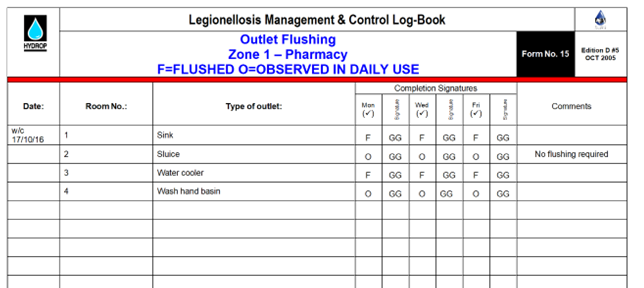 HYDROP
Legionellosis Management & Control Log-Book
Outlet Flushing
Zone 1 – Pharmacy
F=FLUSHED O=OBSERVED IN DAILY USE
Form No. 15
Edition D #5
OCT 2005
Completion Signatures
Date: Room No.: Type of outlet: Mon (✓) Signature Wed (✓) Signature Fri (✓) Signature Comments
w/c 17/10/16 1 Sink F GG F GG F GG
2 Sluice O GG O GG O GG No flushing required
3 Water cooler F GG F GG F GG
4 Wash hand basin O GG O GG O GG